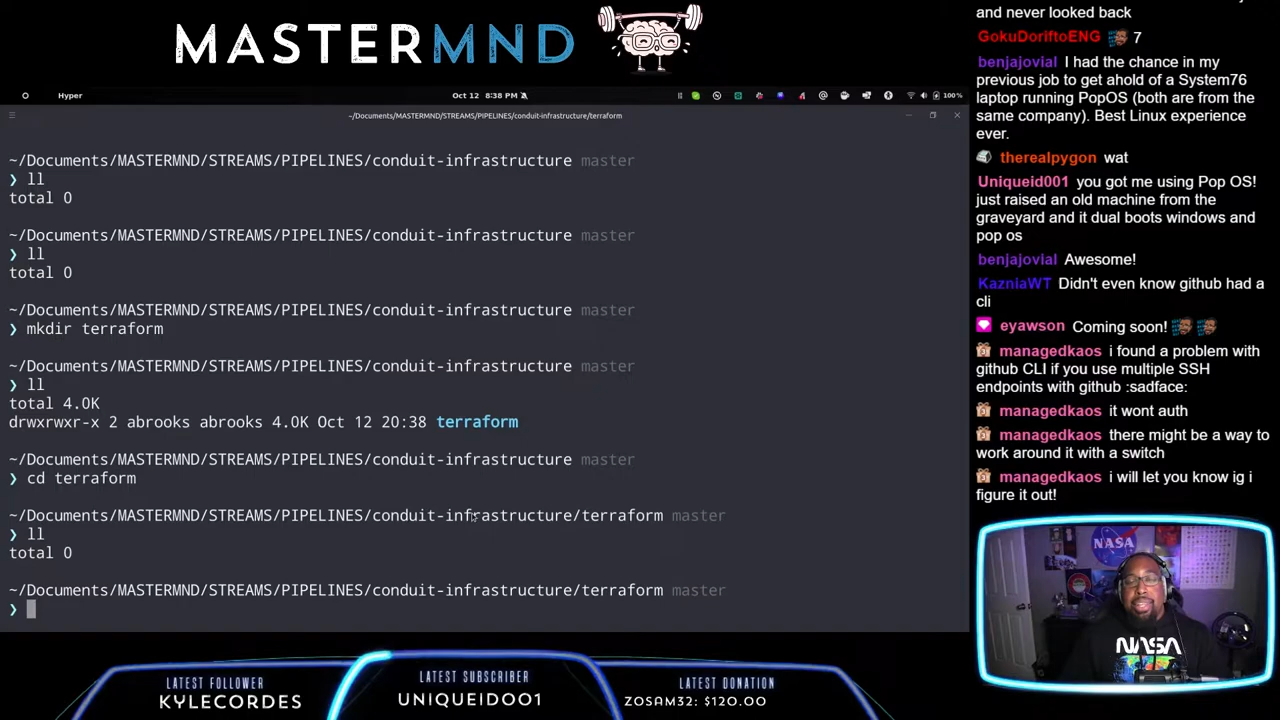 MASTERMND
Hyper
Oct 12 8:38 PM
100%
~/Documents/MASTERMND/STREAMS/PIPELINES/conduit-infrastructure/terraform
~/Documents/MASTERMND/STREAMS/PIPELINES/conduit-infrastructure master
❯ ll
total 0
~/Documents/MASTERMND/STREAMS/PIPELINES/conduit-infrastructure master
❯ ll
total 0
~/Documents/MASTERMND/STREAMS/PIPELINES/conduit-infrastructure master
❯ mkdir terraform
~/Documents/MASTERMND/STREAMS/PIPELINES/conduit-infrastructure master
❯ ll
total 4.0K
drwxrwxr-x 2 abrooks abrooks 4.0K Oct 12 20:38 terraform
~/Documents/MASTERMND/STREAMS/PIPELINES/conduit-infrastructure master
❯ cd terraform
~/Documents/MASTERMND/STREAMS/PIPELINES/conduit-infrastructure/terraform master
❯ ll
total 0
~/Documents/MASTERMND/STREAMS/PIPELINES/conduit-infrastructure/terraform master
❯
and never looked back
GokuDoriftoENG 7
benjajovial I had the chance in my
previous job to get ahold of a System76
laptop running PopOS (both are from the
same company). Best Linux experience
ever.
therealpygon wat
Uniqueid001 you got me using Pop OS!
just raised an old machine from the
graveyard and it dual boots windows and
pop os
benjajovial Awesome!
KazniaWT Didn't even know github had a
cli
eyawson Coming soon!
managedkaos i found a problem with
github CLI if you use multiple SSH
endpoints with github :sadface:
managedkaos it wont auth
managedkaos there might be a way to
work around it with a switch
managedkaos i will let you know ig i
figure it out!
NASA
NASA
LATEST FOLLOWER
KYLECORDES
LATEST SUBSCRIBER
UNIQUEID001
LATEST DONATION
ZOSAM32: $120.00